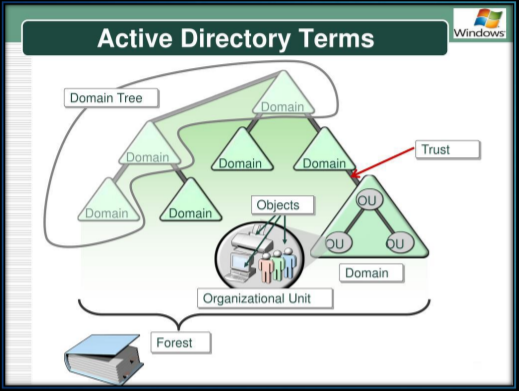 Active Directory Terms
Windows
Domain Tree
Domain
Domain
Domain
Domain
Trust
Domain
Domain
Objects
OU
OU
OU
Domain
Organizational Unit
Forest